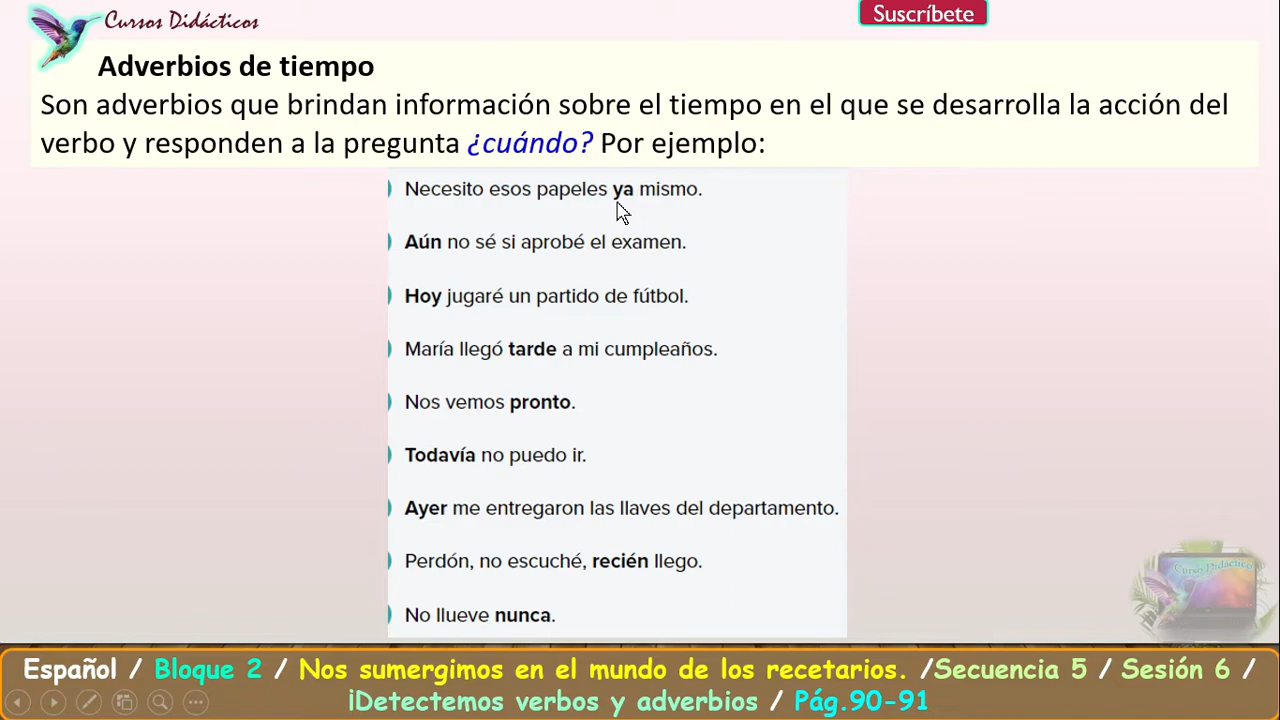 Cursos Didácticos
Suscríbete
Adverbios de tiempo
Son adverbios que brindan información sobre el tiempo en el que se desarrolla la acción del
verbo y responden a la pregunta ¿cuándo? Por ejemplo:
Necesito esos papeles ya mismo.
Aún no sé si aprobé el examen.
Hoy jugaré un partido de fútbol.
María llegó tarde a mi cumpleaños.
Nos vemos pronto.
Todavía no puedo ir.
Ayer me entregaron las llaves del departamento.
Perdón, no escuché, recién llego.
No llueve nunca.
Curso Didáctico
Español / Bloque 2 / Nos sumergimos en el mundo de los recetarios. /Secuencia 5 / Sesión 6 /
¡Detectemos verbos y adverbios / Pág.90-91